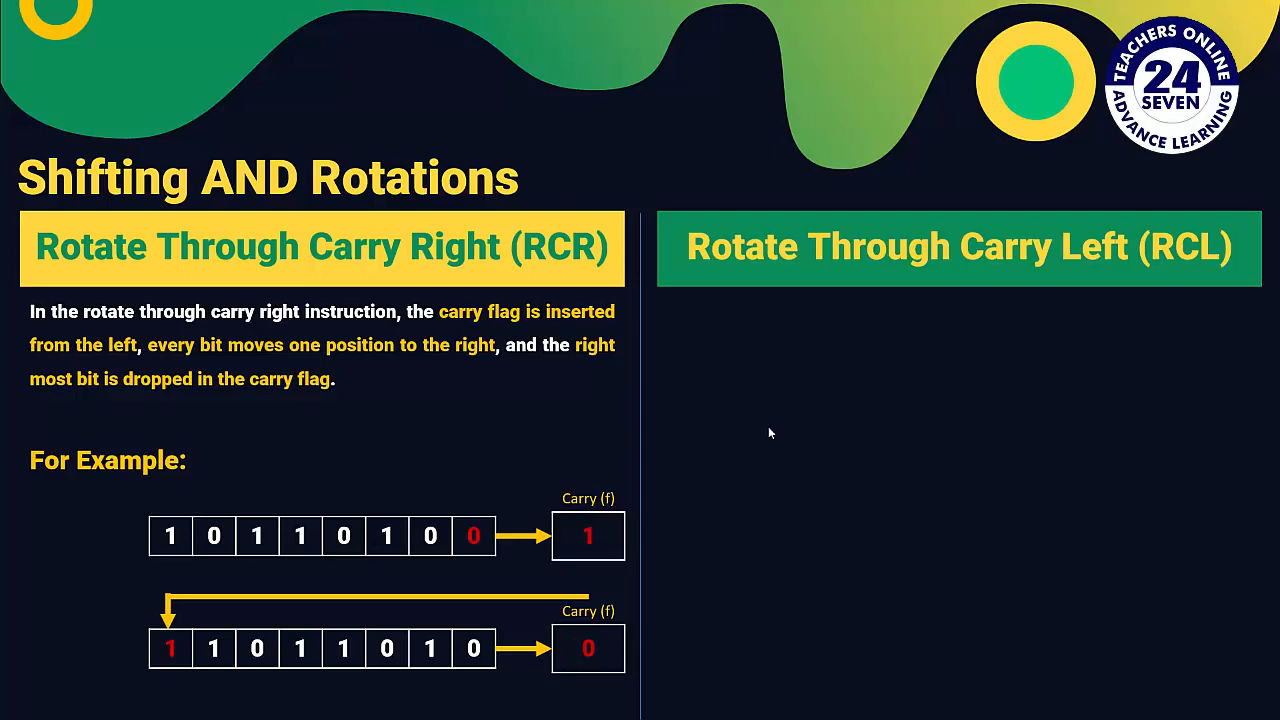 TEACHERS ONLINE
24
SEVEN
ADVANCE LEARNING
Shifting AND Rotations
Rotate Through Carry Right (RCR)
In the rotate through carry right instruction, the carry flag is inserted
from the left, every bit moves one position to the right, and the right
most bit is dropped in the carry flag.
For Example:
Carry (f)
1 0 1 1 0 1 0 0 1
Carry (f)
1 1 0 1 1 0 1 0 0
Rotate Through Carry Left (RCL)